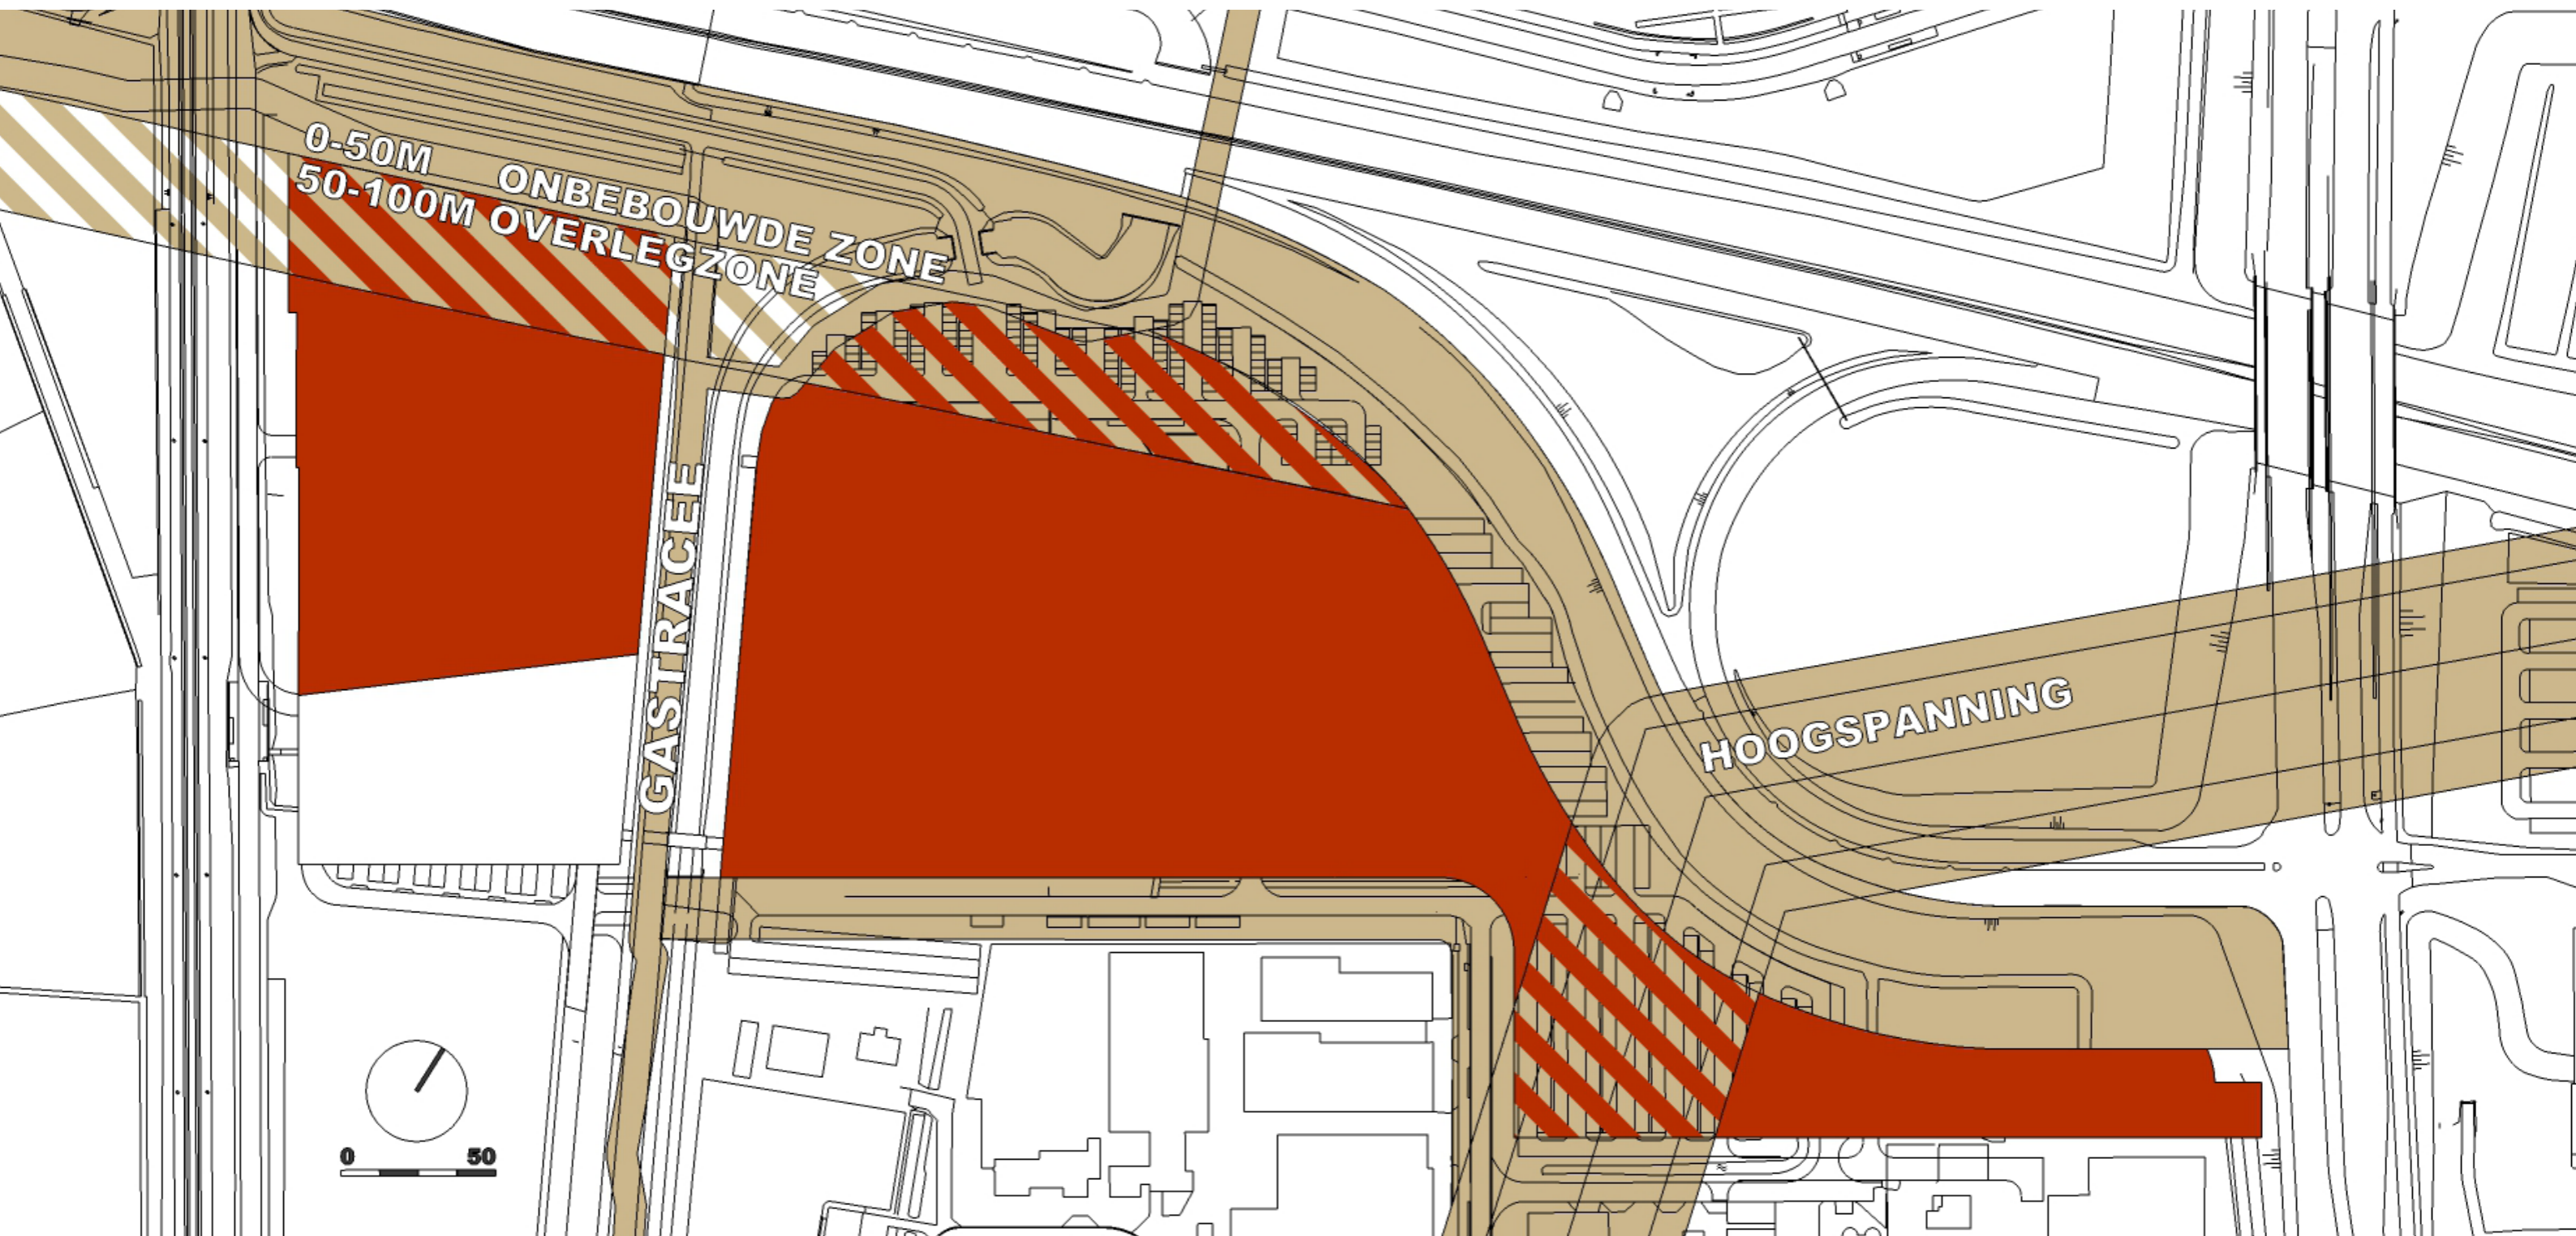 0-50M ONBEBOUWDE ZONE
50-100M OVERLEGZONE
GASTRACEE
HOOGSPANNING
0 50